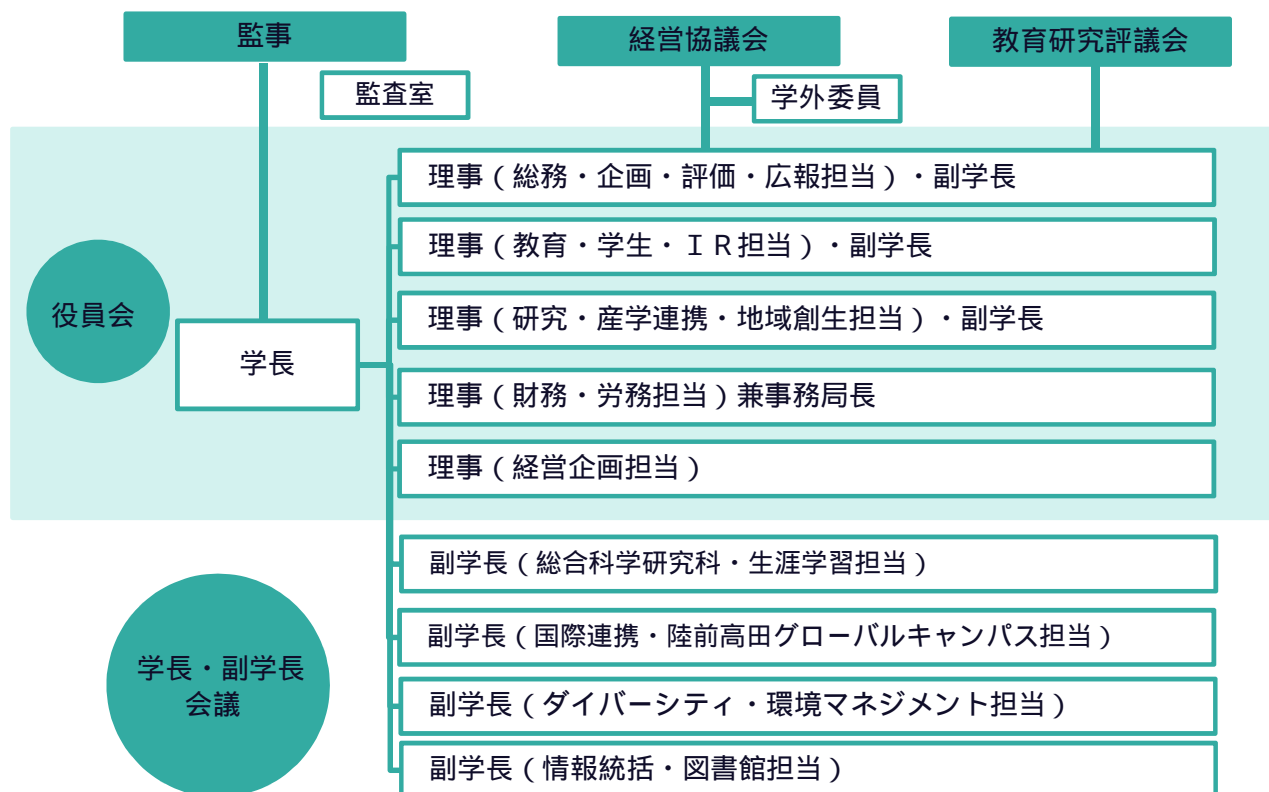 監事
経営協議会
教育研究評議会
監査室
学外委員
理事（総務・企画・評価・広報担当）・副学長
理事（教育・学生・ＩＲ担当）・副学長
役員会
理事（研究・産学連携・地域創生担当）・副学長
学長
理事（財務・労務担当）兼事務局長
理事（経営企画担当）
副学長（総合科学研究科・生涯学習担当）
副学長（国際連携・陸前高田グローバルキャンパス担当）
学長・副学長
会議
副学長（ダイバーシティ・環境マネジメント担当）
副学長（情報統括・図書館担当）